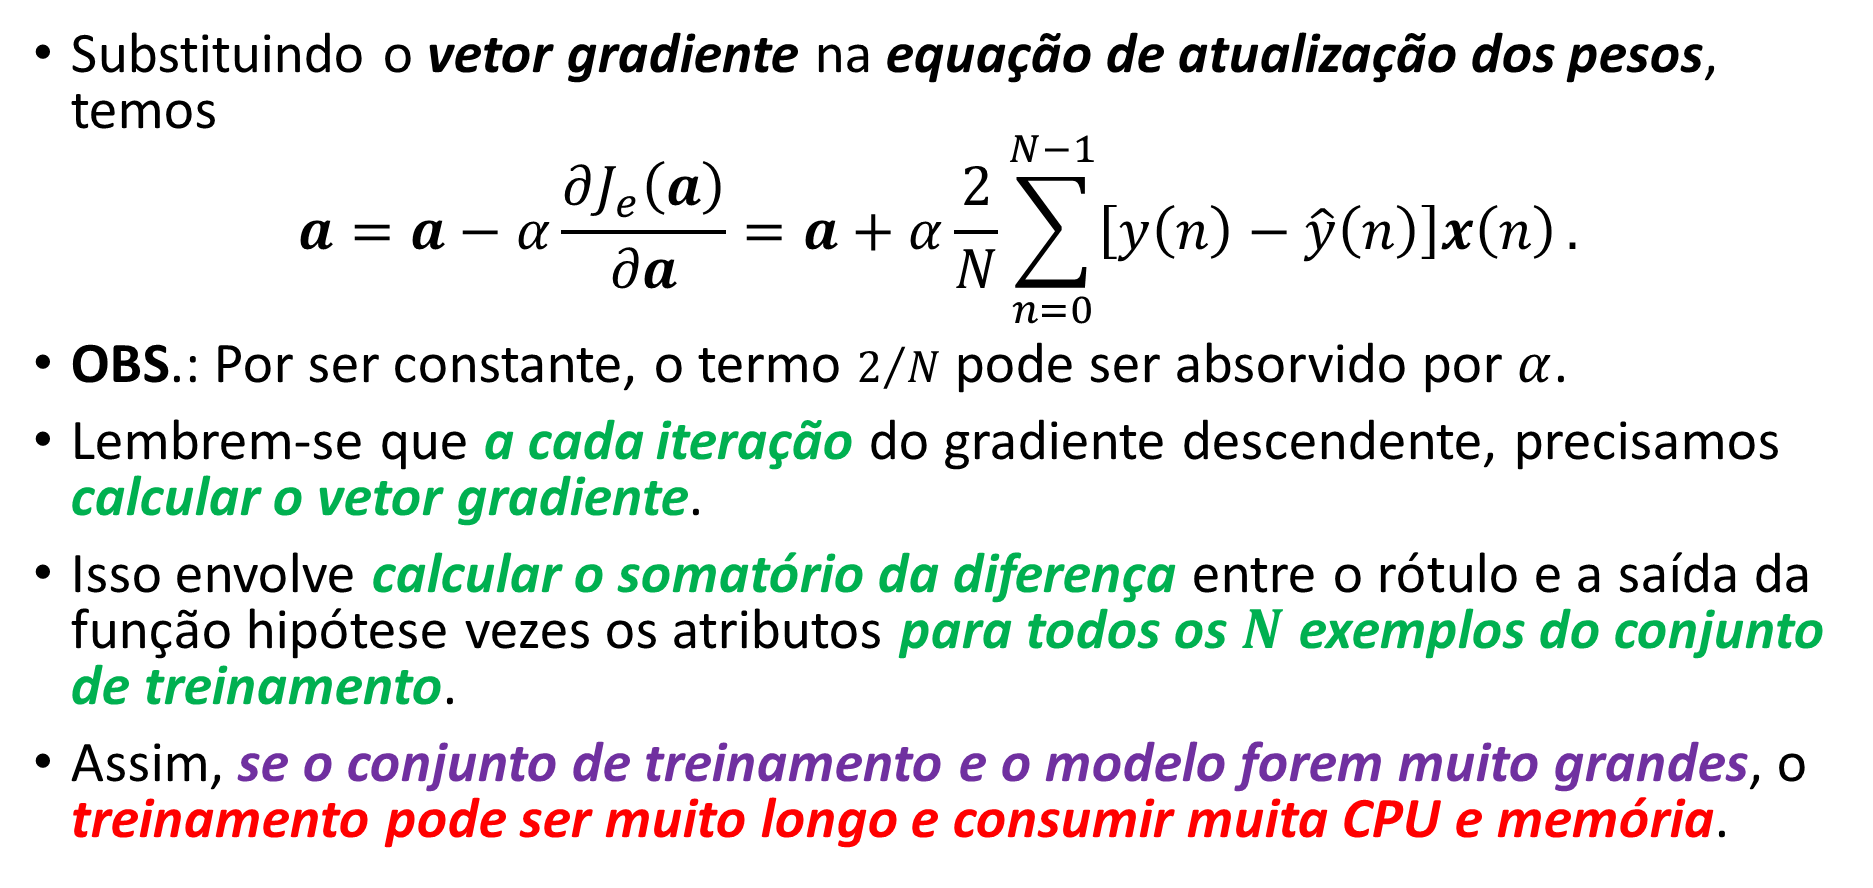 • Substituindo o vetor gradiente na equação de atualização dos pesos,
temos
𝒂 = 𝒂 − α ∂J_e(𝒂)/∂𝒂 = 𝒂 + α 2/N ∑_{n=0}^{N−1} [y(n) − ŷ(n)]𝒙(n) .
• OBS.: Por ser constante, o termo 2/N pode ser absorvido por α.
• Lembrem-se que a cada iteração do gradiente descendente, precisamos
calcular o vetor gradiente.
• Isso envolve calcular o somatório da diferença entre o rótulo e a saída da
função hipótese vezes os atributos para todos os N exemplos do conjunto
de treinamento.
• Assim, se o conjunto de treinamento e o modelo forem muito grandes, o
treinamento pode ser muito longo e consumir muita CPU e memória.